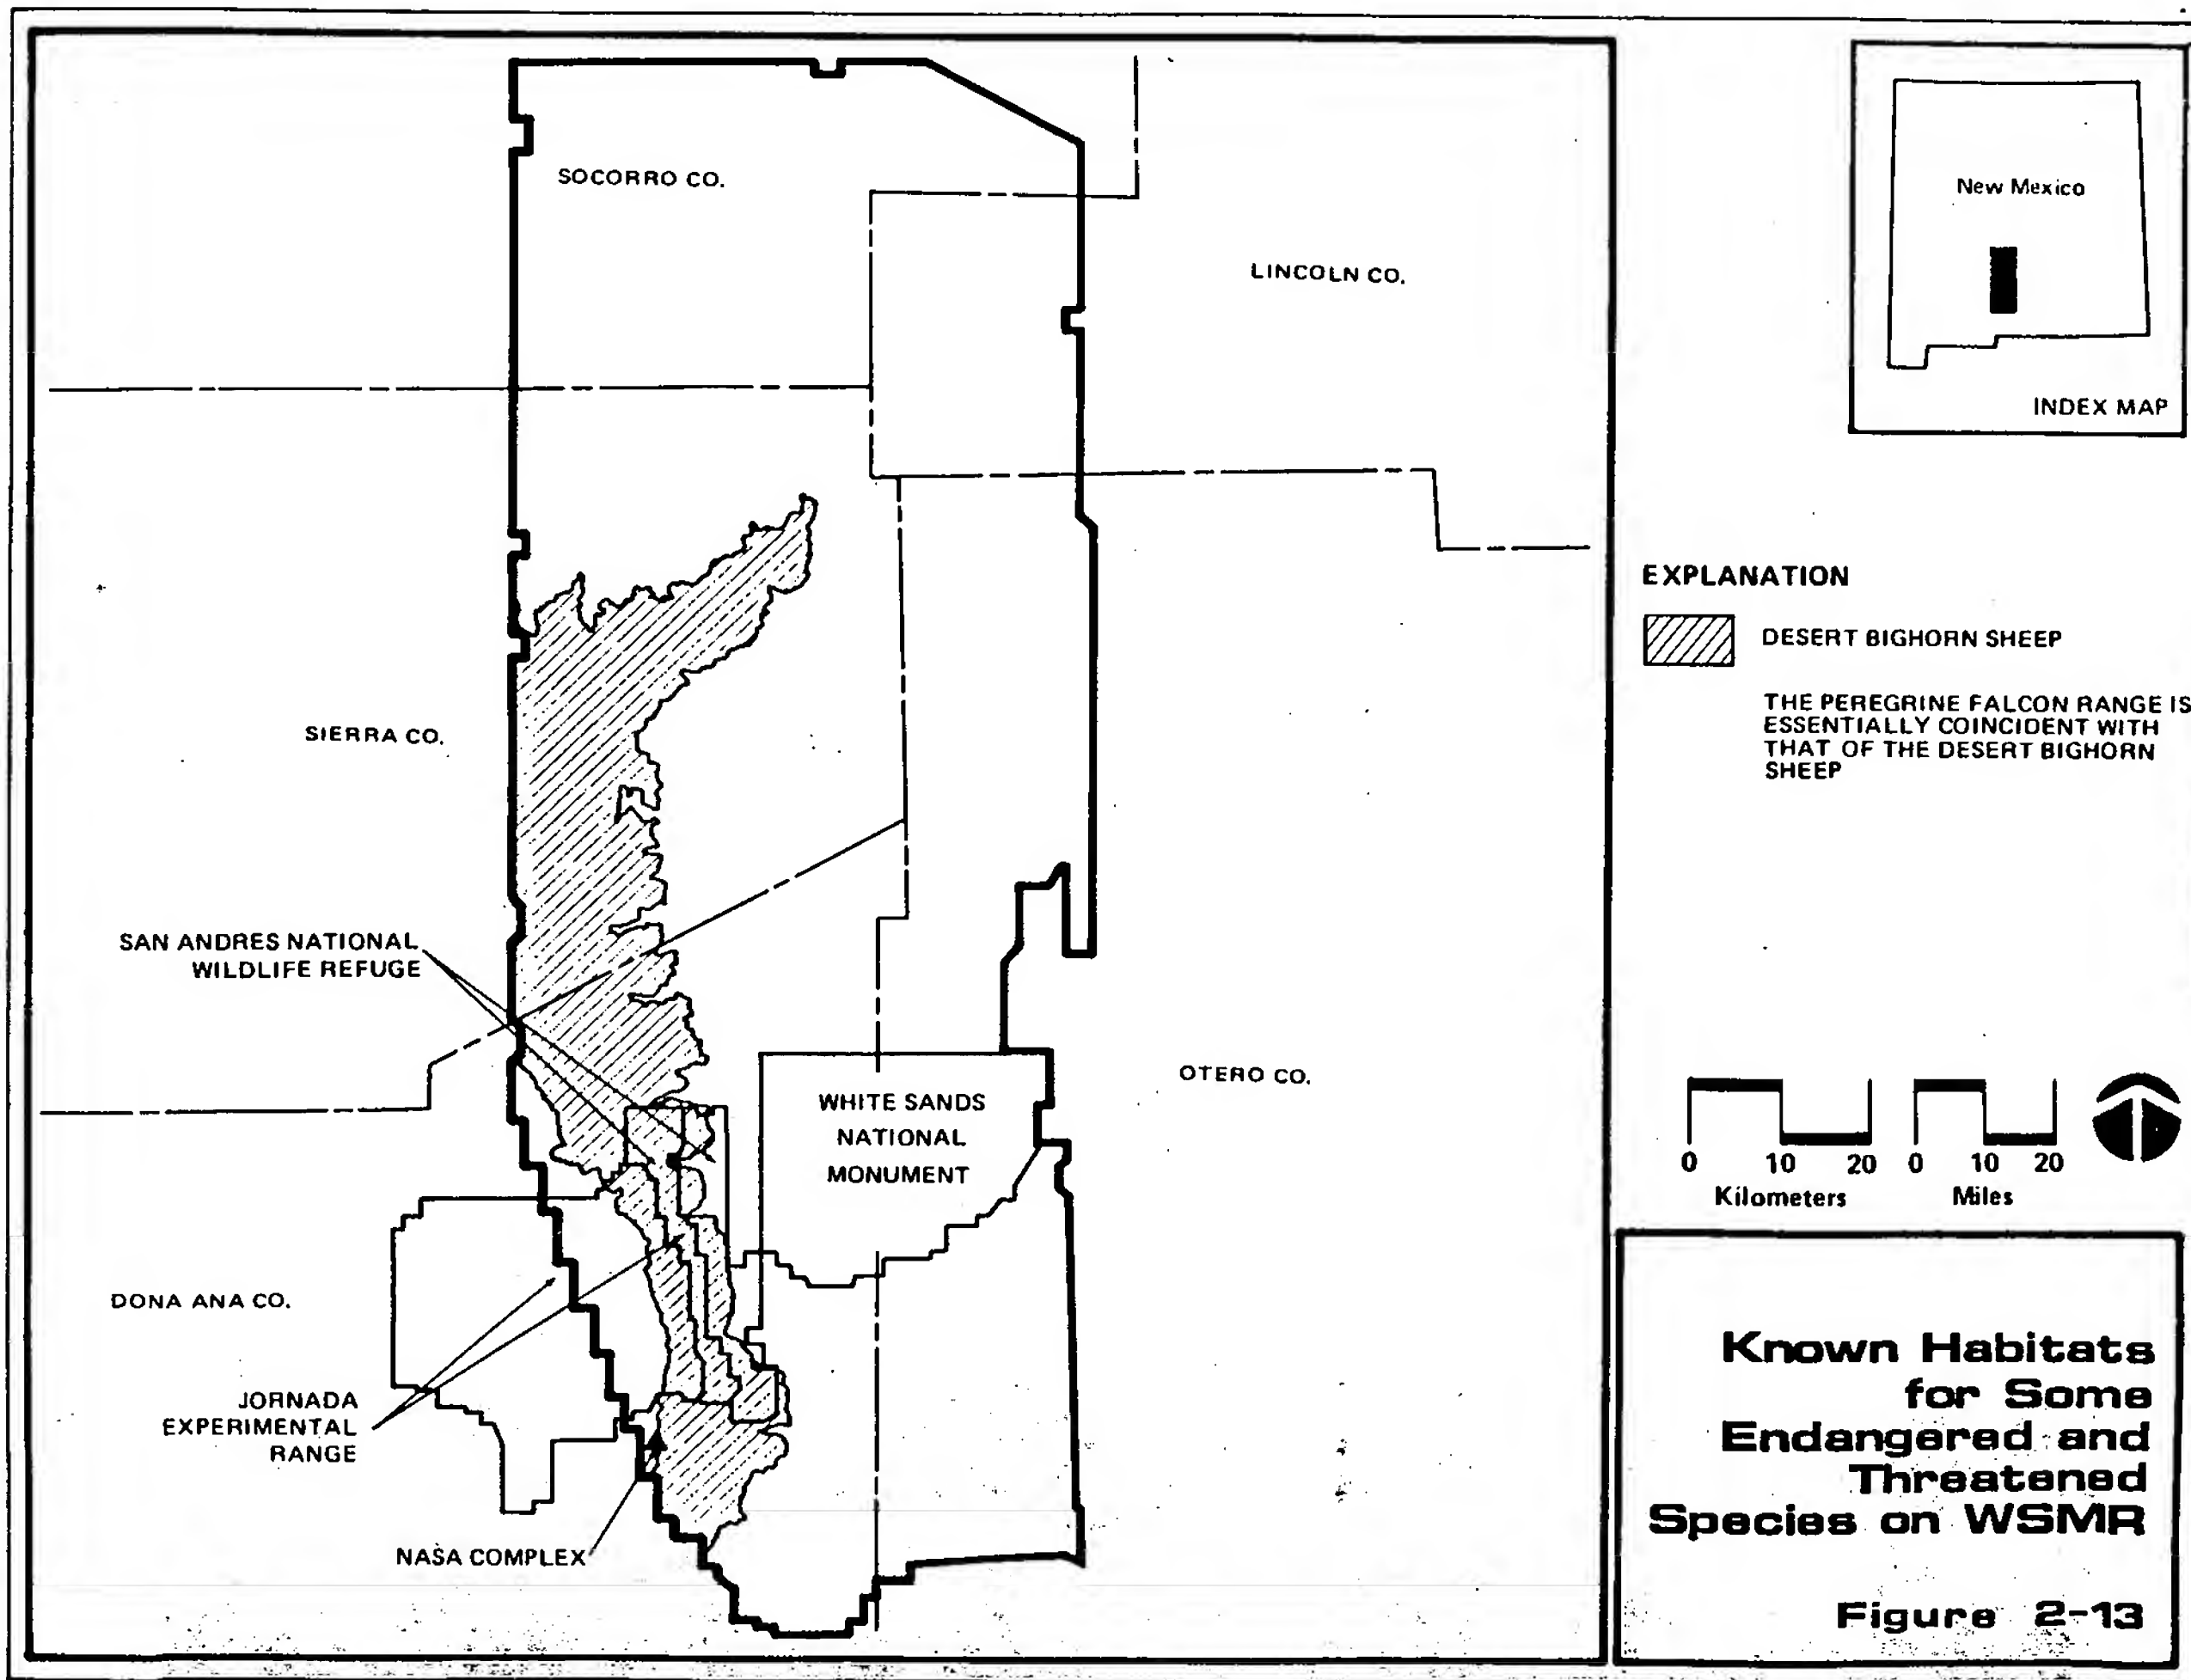 SOCORRO CO.
LINCOLN CO.
SIERRA CO.
SAN ANDRES NATIONAL
WILDLIFE REFUGE
OTERO CO.
WHITE SANDS
NATIONAL
MONUMENT
DONA ANA CO.
JORNADA
EXPERIMENTAL
RANGE
NASA COMPLEX
New Mexico
INDEX MAP
EXPLANATION
DESERT BIGHORN SHEEP
THE PEREGRINE FALCON RANGE IS
ESSENTIALLY COINCIDENT WITH
THAT OF THE DESERT BIGHORN
SHEEP
0 10 20 0 10 20
Kilometers Miles
Known Habitats
for Some
Endangered and
Threatened
Species on WSMR
Figure 2-13